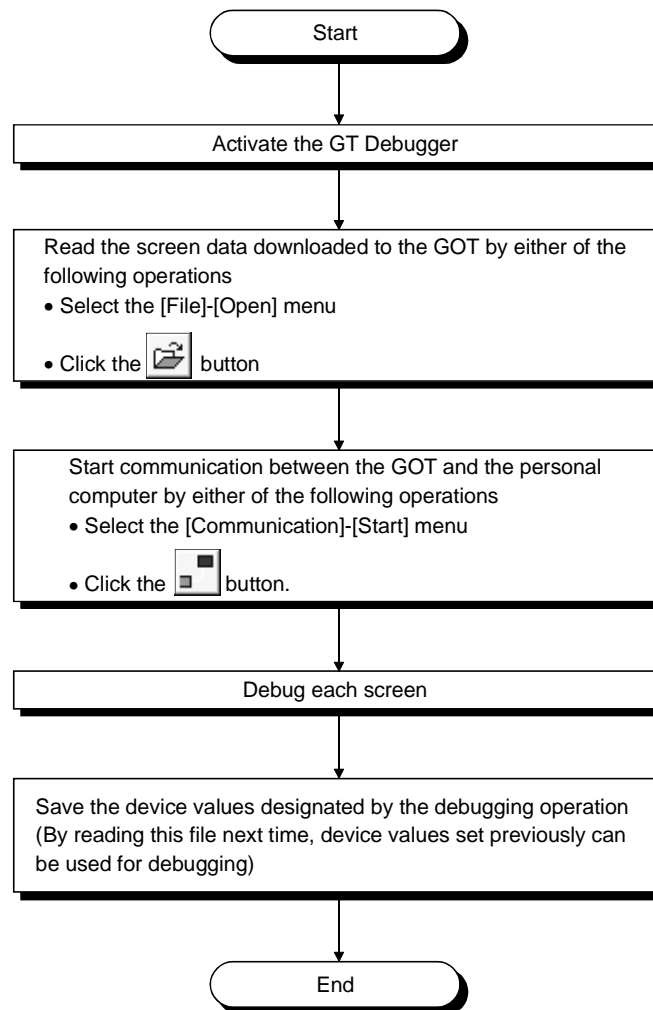 Start
Activate the GT Debugger
Read the screen data downloaded to the GOT by either of the
following operations
• Select the [File]-[Open] menu
• Click the button
Start communication between the GOT and the personal
computer by either of the following operations
• Select the [Communication]-[Start] menu
• Click the button.
Debug each screen
Save the device values designated by the debugging operation
(By reading this file next time, device values set previously can
be used for debugging)
End